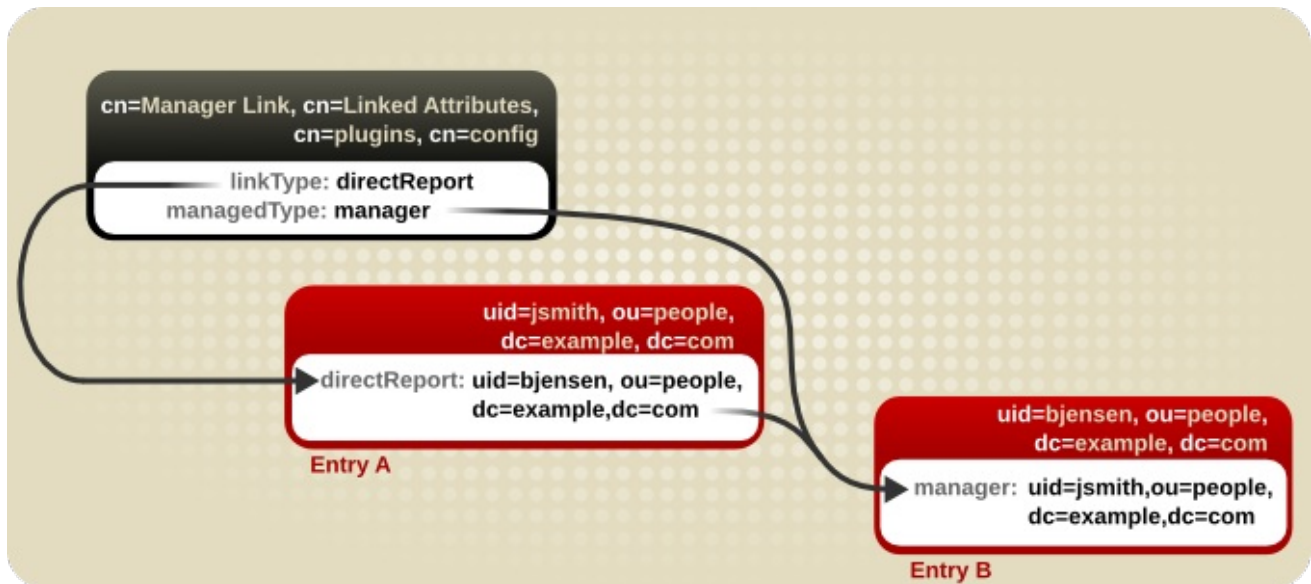 cn=Manager Link, cn=Linked Attributes,
cn=plugins, cn=config
linkType: directReport
managedType: manager
uid=jsmith, ou=people,
dc=example, dc=com
directReport: uid=bjensen, ou=people,
dc=example,dc=com
Entry A
uid=bjensen, ou=people,
dc=example, dc=com
manager: uid=jsmith,ou=people,
dc=example,dc=com
Entry B